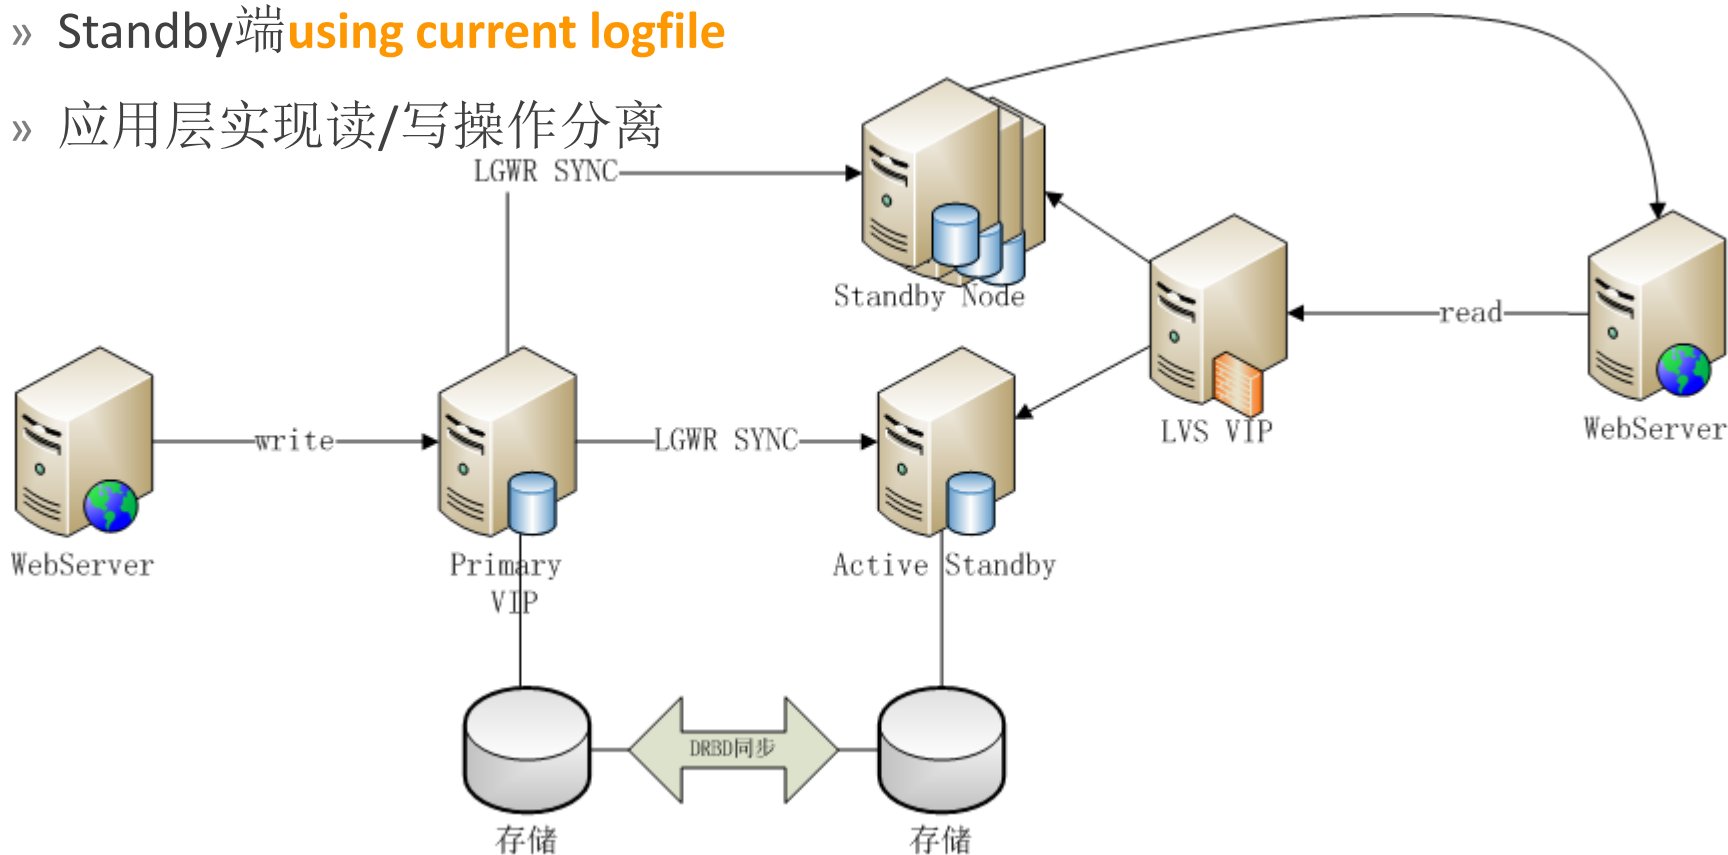 » Standby端using current logfile
» 应用层实现读/写操作分离
LGWR SYNC
Standby Node
read
write
LGWR SYNC
LVS VIP
WebServer
WebServer
Primary
VIP
Active Standby
DRBD同步
存储
存储